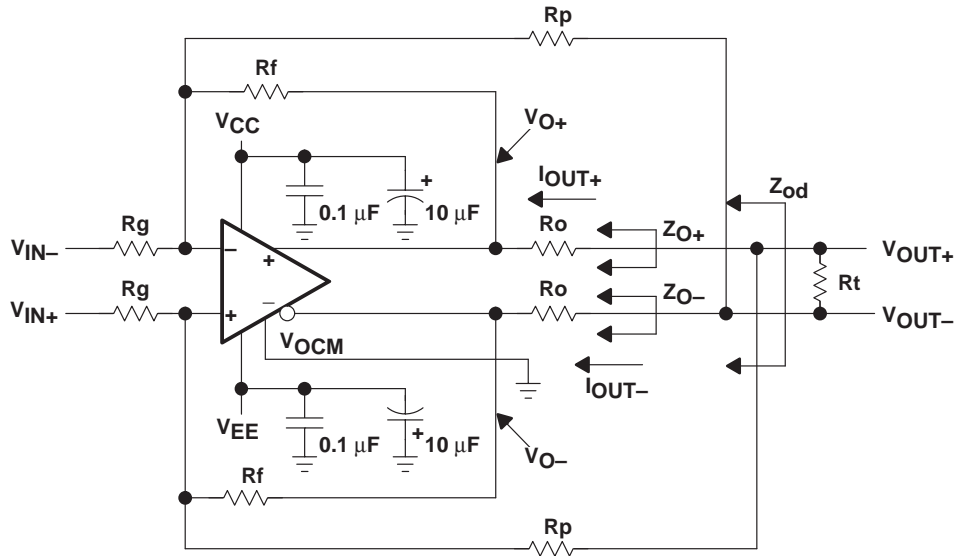 Rp
Rf
VCC
VO+
+
IOUT+
Zod
0.1 μF
10 μF
Rg
Ro
ZO+
VIN–
–
+
VOUT+
Rg
Ro
ZO–
Rt
VIN+
+
–
VOCM
VOUT–
IOUT–
VEE
0.1 μF
+
10 μF
VO–
Rf
Rp